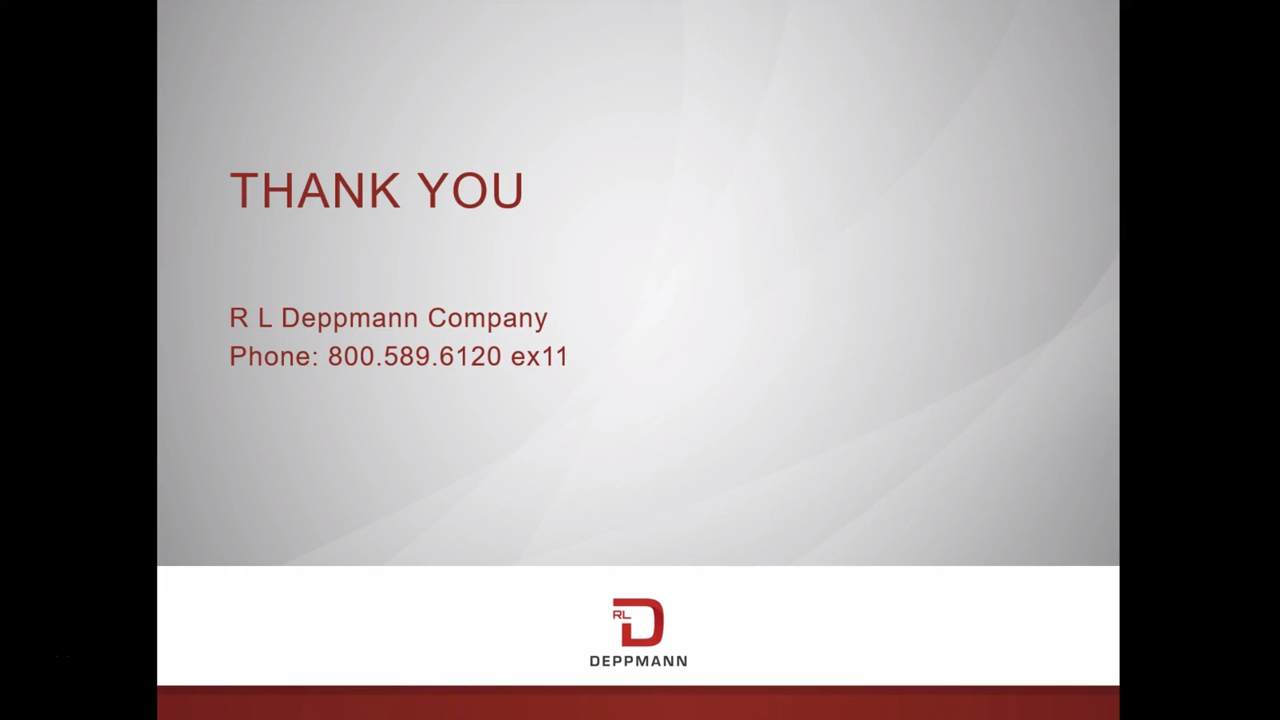 THANK YOU
R L Deppmann Company
Phone: 800.589.6120 ex11
RL
DEPPMANN